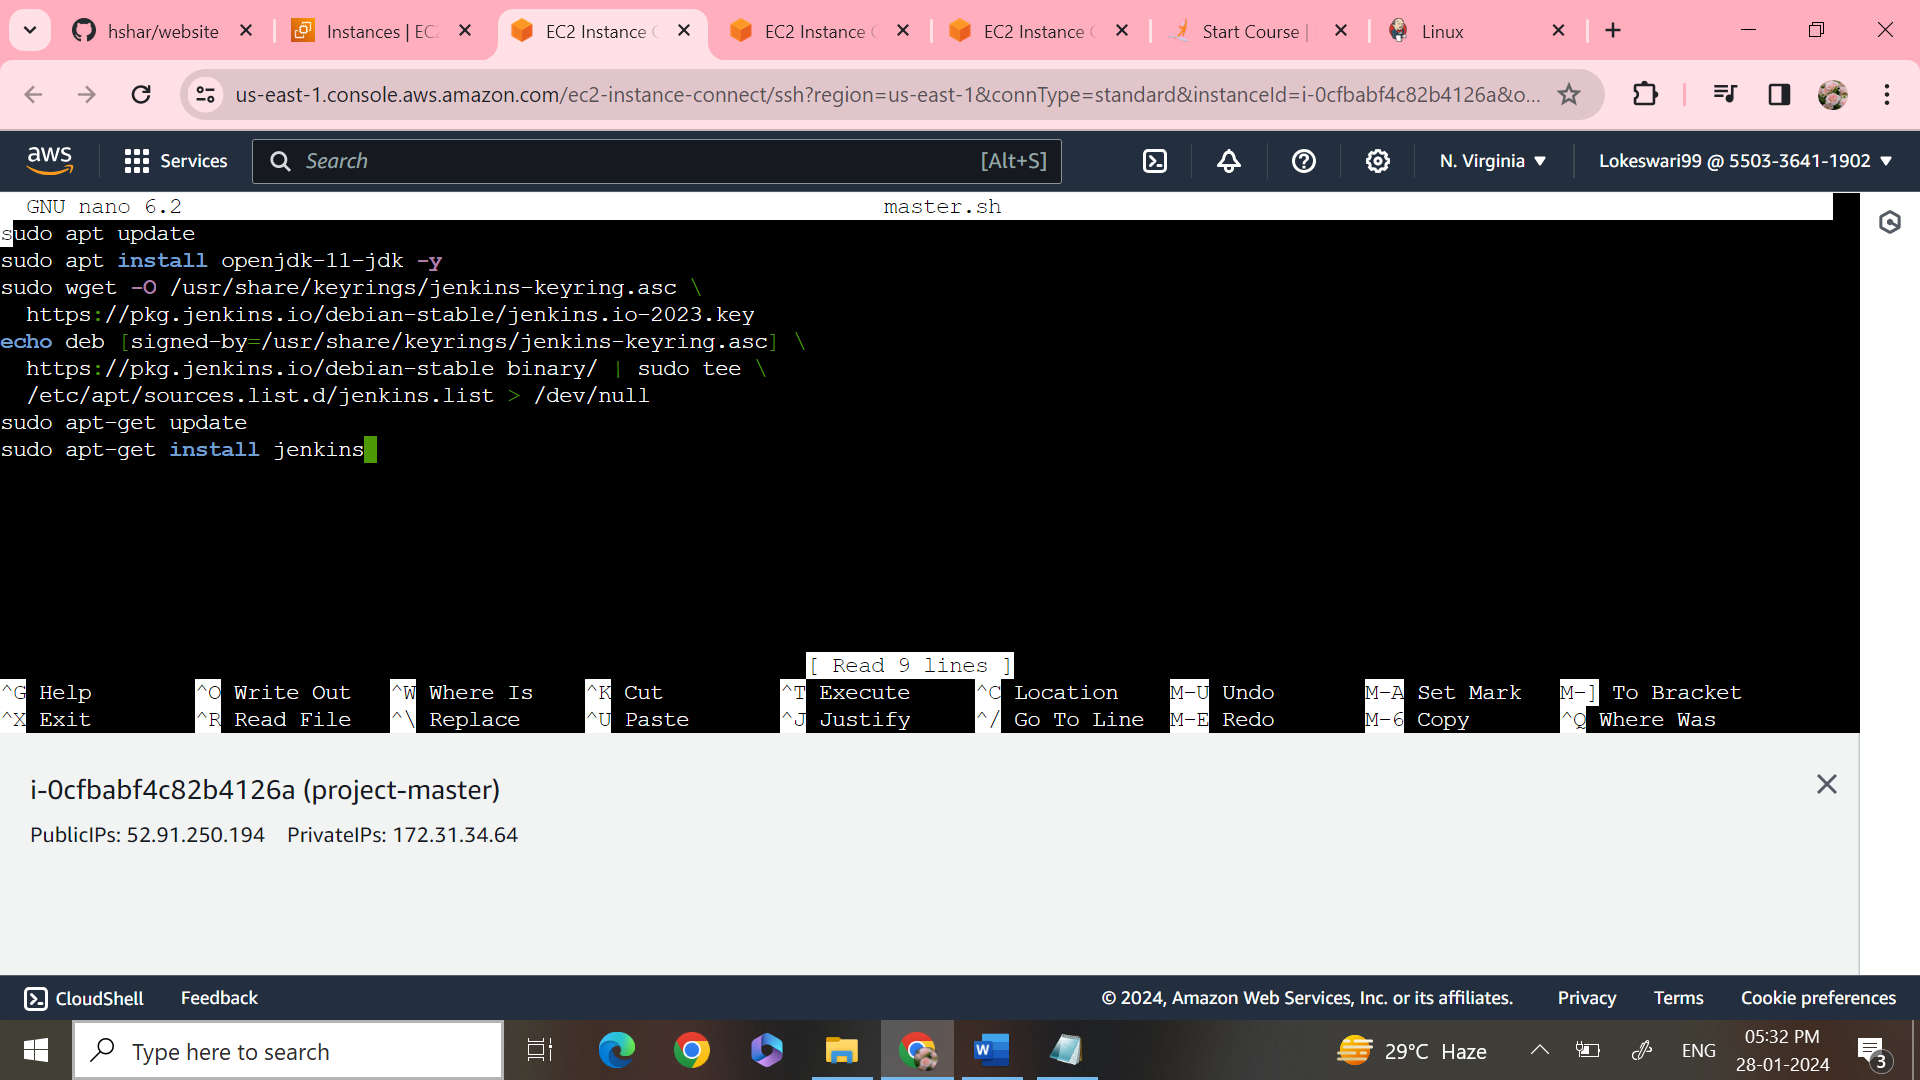 hshar/website
Instances | EC2
EC2 Instance C
EC2 Instance C
EC2 Instance C
Start Course |
Linux
us-east-1.console.aws.amazon.com/ec2-instance-connect/ssh?region=us-east-1&connType=standard&instanceId=i-0cfbabf4c82b4126a&o...
aws
Services
Search
[Alt+S]
N. Virginia
Lokeswari99 @ 5503-3641-1902
GNU nano 6.2 master.sh
sudo apt update
sudo apt install openjdk-11-jdk -y
sudo wget -O /usr/share/keyrings/jenkins-keyring.asc \
https://pkg.jenkins.io/debian-stable/jenkins.io-2023.key
echo deb [signed-by=/usr/share/keyrings/jenkins-keyring.asc] \
https://pkg.jenkins.io/debian-stable binary/ | sudo tee \
/etc/apt/sources.list.d/jenkins.list > /dev/null
sudo apt-get update
sudo apt-get install jenkins
[ Read 9 lines ]
^G Help ^O Write Out ^W Where Is ^K Cut ^T Execute ^C Location M-U Undo M-A Set Mark M-] To Bracket
^X Exit ^R Read File ^\ Replace ^U Paste ^J Justify ^/ Go To Line M-E Redo M-6 Copy ^Q Where Was
i-0cfbabf4c82b4126a (project-master)
PublicIPs: 52.91.250.194 PrivateIPs: 172.31.34.64
CloudShell Feedback © 2024, Amazon Web Services, Inc. or its affiliates. Privacy Terms Cookie preferences
Type here to search
W
29°C Haze
ENG
05:32 PM
28-01-2024
3